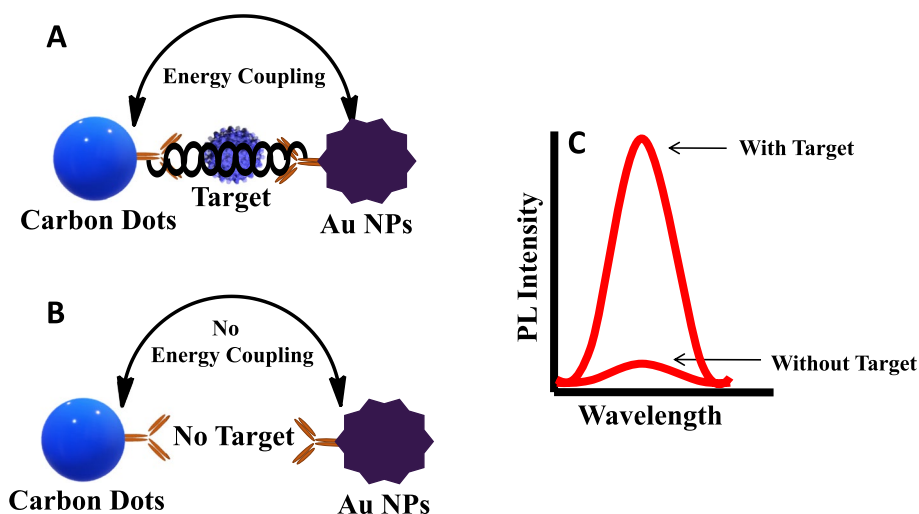 A
Energy Coupling
Target
Carbon Dots
Au NPs
B
No
Energy Coupling
No Target
Carbon Dots
Au NPs
C
With Target
Without Target
PL Intensity
Wavelength